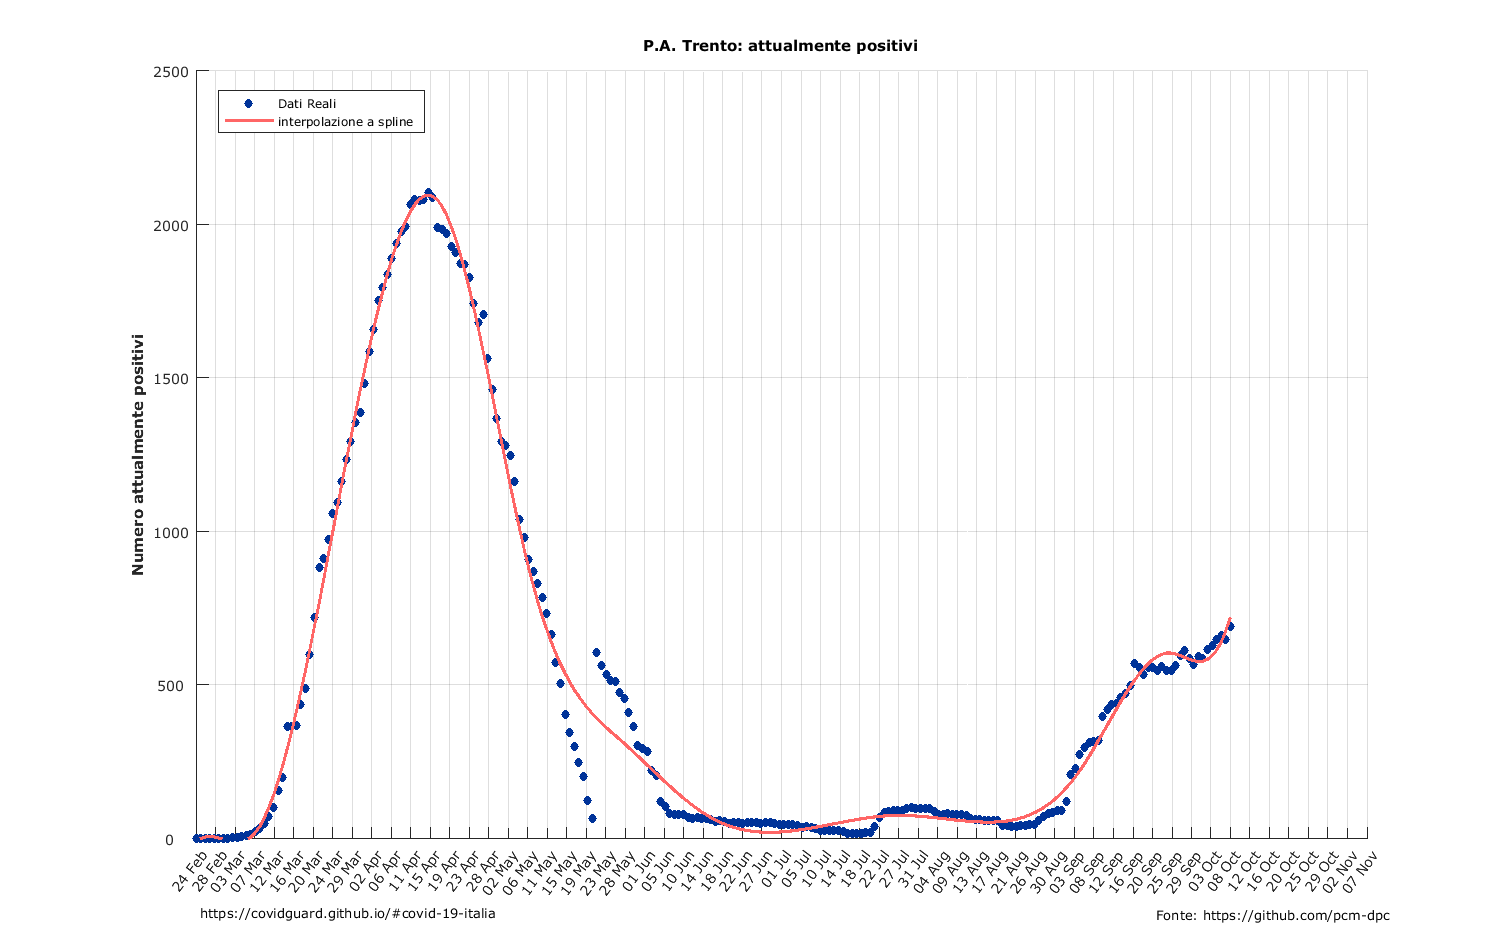 P.A. Trento: attualmente positivi
2500
2000
1500
1000
500
0
Numero attualmente positivi
Dati Reali
interpolazione a spline
24 Feb
28 Feb
03 Mar
07 Mar
12 Mar
16 Mar
20 Mar
24 Mar
29 Mar
02 Apr
06 Apr
11 Apr
15 Apr
19 Apr
23 Apr
28 Apr
02 May
06 May
11 May
15 May
19 May
23 May
28 May
01 Jun
05 Jun
10 Jun
14 Jun
18 Jun
22 Jun
27 Jun
01 Jul
05 Jul
10 Jul
14 Jul
18 Jul
22 Jul
27 Jul
31 Jul
04 Aug
09 Aug
13 Aug
17 Aug
21 Aug
26 Aug
30 Aug
03 Sep
08 Sep
12 Sep
16 Sep
20 Sep
25 Sep
29 Sep
03 Oct
08 Oct
12 Oct
16 Oct
20 Oct
25 Oct
29 Oct
02 Nov
07 Nov
https://covidguard.github.io/#covid-19-italia
Fonte: https://github.com/pcm-dpc